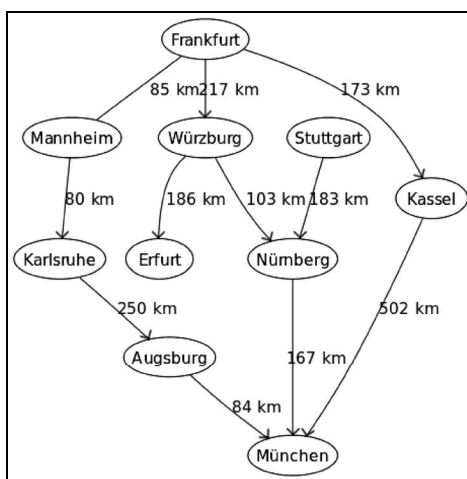 Frankfurt
85 km 217 km 173 km
Mannheim Würzburg Stuttgart
Kassel
80 km 186 km 103 km 183 km
Karlsruhe Erfurt Nürnberg
250 km 502 km
Augsburg 167 km
84 km
München